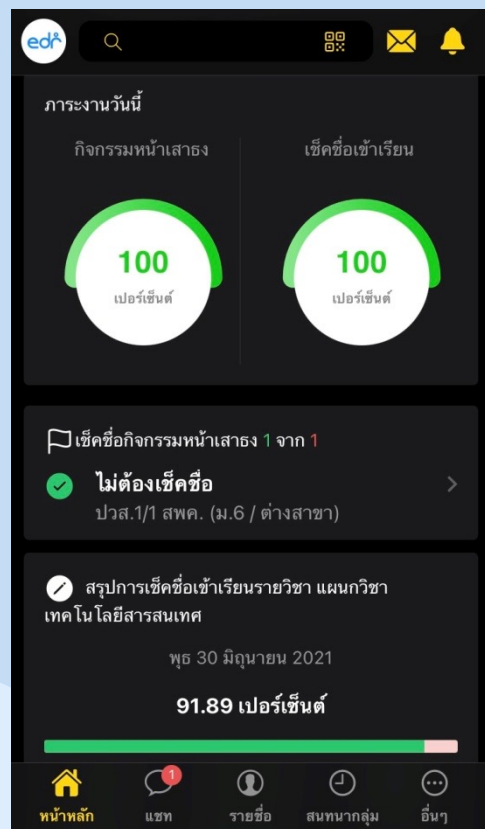 edr
ภาระงานวันนี้
กิจกรรมหน้าเสาธง
เช็คชื่อเข้าเรียน
100
เปอร์เซ็นต์
100
เปอร์เซ็นต์
เช็คชื่อกิจกรรมหน้าเสาธง 1 จาก 1
ไม่ต้องเช็คชื่อ
ปวส.1/1 สพค. (ม.6 / ต่างสาขา)
สรุปการเช็คชื่อเข้าเรียนรายวิชา แผนกวิชา
เทคโนโลยีสารสนเทศ
พุธ 30 มิถุนายน 2021
91.89 เปอร์เซ็นต์
1
หน้าหลัก
แชท
รายชื่อ
สนทนากลุ่ม
อื่นๆ